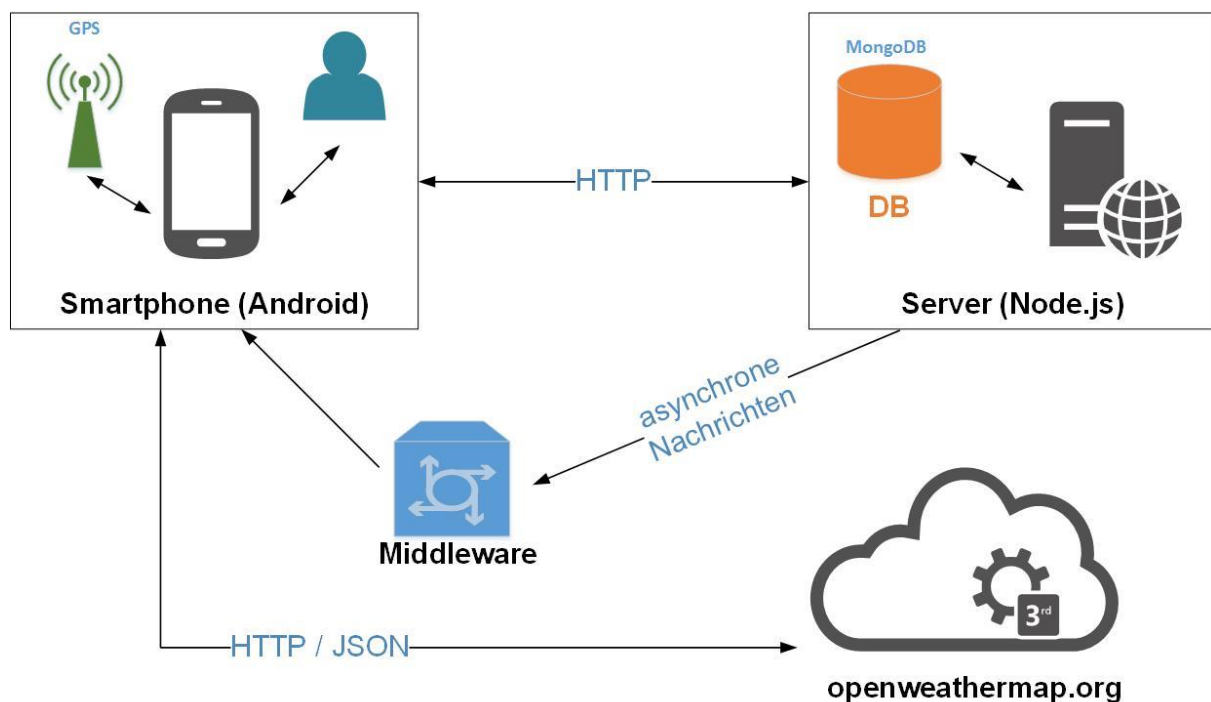 GPS
MongoDB
HTTP
DB
Smartphone (Android)
Server (Node.js)
asynchrone
Nachrichten
Middleware
3rd
HTTP / JSON
openweathermap.org